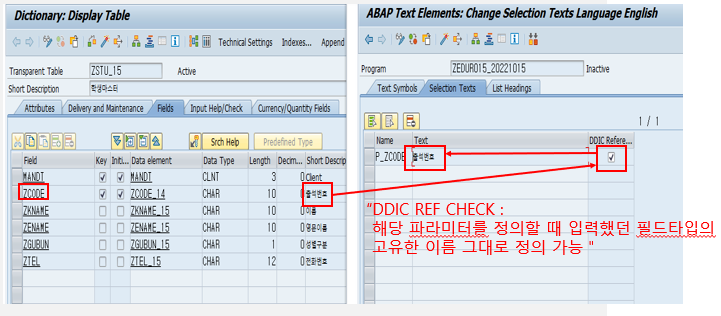 Dictionary: Display Table
Technical Settings Indexes... Append
Transparent Table ZSTU_15 Active
Short Description 학생마스터
Attributes Delivery and Maintenance Fields Input Help/Check Currency/Quantity Fields
Srch Help Predefined Type
Field Key Initi... Data element Data Type Length Decim... Short Descrip
MANDT MANDT CLNT 3 0 Client
ZCODE ZCODE_14 CHAR 10 0 출석번호
ZKNAME ZKNAME_15 CHAR 10 0 이름
ZENAME ZENAME_15 CHAR 10 0 영문이름
ZGUBUN ZGUBUN_15 CHAR 1 0 성별구분
ZTEL ZTEL_15 CHAR 12 0 전화번호
ABAP Text Elements: Change Selection Texts Language English
Program ZEDUR015_20221015 Inactive
Text Symbols Selection Texts List Headings
1 / 1
Name Text DDIC Refere...
P_ZCODE 출석번호
“DDIC REF CHECK :
해당 파라미터를 정의할 때 입력했던 필드타입의
고유한 이름 그대로 정의 가능 "